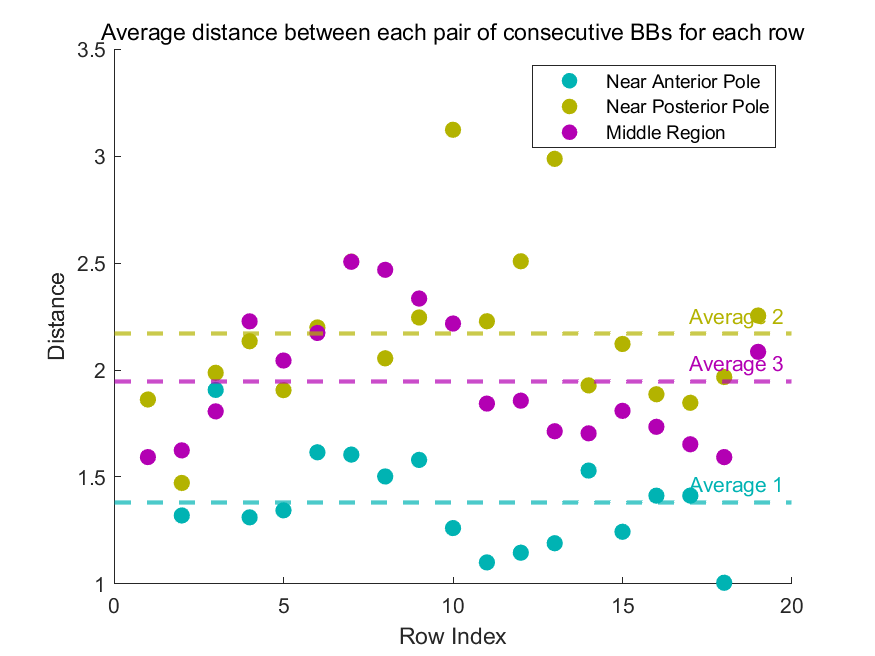 Average distance between each pair of consecutive BBs for each row
3.5
3
2.5
2
1.5
1
Distance
Near Anterior Pole
Near Posterior Pole
Middle Region
Average 2
Average 3
Average 1
0
5
10
15
20
Row Index